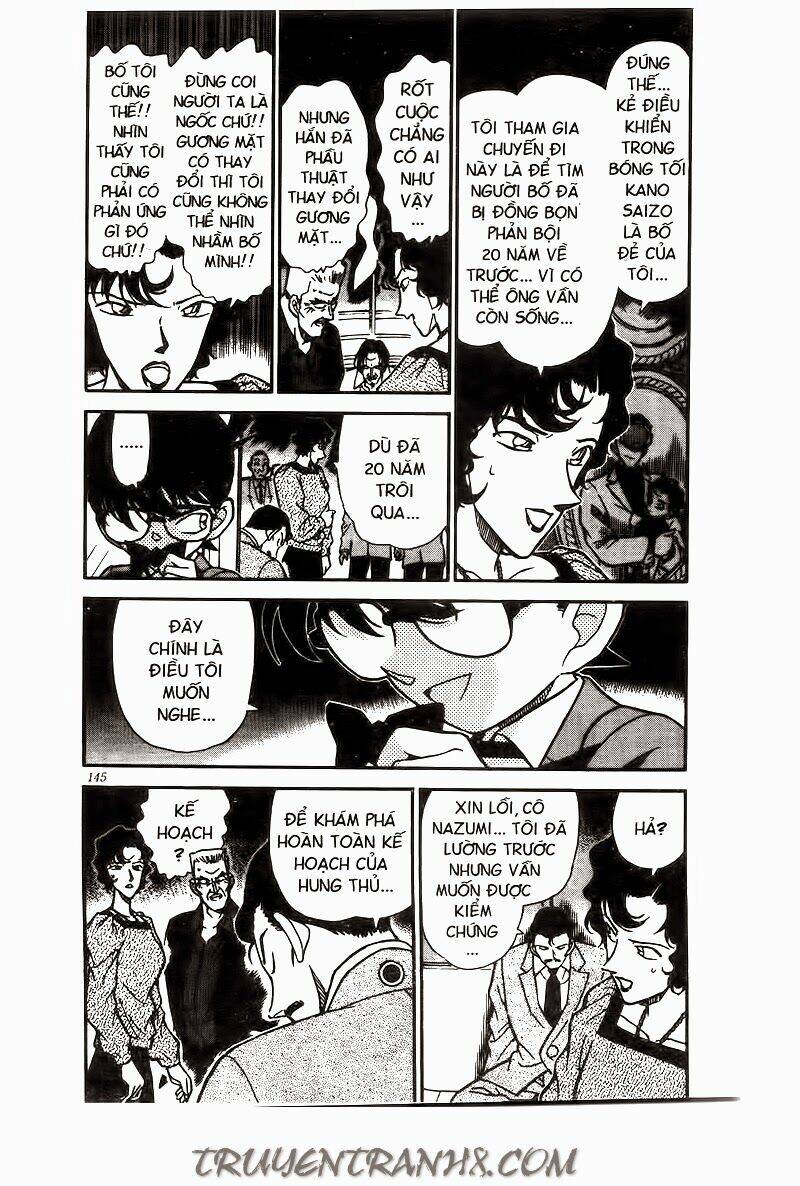 ĐÚNG
THẾ...
KẺ ĐIỀU
KHIỂN
TRONG
BÓNG TỐI
KANO
SAIZO
LÀ BỐ
ĐẺ CỦA
TÔI...
TÔI THAM GIA
CHUYẾN ĐI
NÀY LÀ ĐỂ TÌM
NGƯỜI BỐ ĐÃ
BỊ ĐỒNG BỌN
PHẢN BỘI
20 NĂM VỀ
TRƯỚC... VÌ CÓ
THỂ ÔNG VẪN
CÒN SỐNG...
RỐT
CUỘC
CHẲNG
CÓ AI
NHƯ
VẬY
...
NHƯNG
HẮN ĐÃ
PHẪU
THUẬT
THAY ĐỔI
GƯƠNG
MẶT...
ĐỪNG COI
NGƯỜI TA LÀ
NGỐC CHỨ!!
GƯƠNG MẶT
CÓ THAY
ĐỔI THÌ TÔI
CŨNG KHÔNG
THỂ NHÌN
NHẦM BỐ
MÌNH!!
BỐ TÔI
CŨNG
THẾ!!
NHÌN
THẤY TÔI
CŨNG
PHẢI CÓ
PHẢN ỨNG
GÌ ĐÓ
CHỨ!!
DÙ ĐÃ
20 NĂM
TRÔI
QUA...
.....
ĐÂY
CHÍNH LÀ
ĐIỀU TÔI
MUỐN
NGHE...
145
HẢ?
XIN LỖI, CÔ
NAZUMI... TÔI ĐÃ
LƯỜNG TRƯỚC
NHƯNG VẪN
MUỐN ĐƯỢC
KIỂM
CHỨNG
...
ĐỂ KHÁM PHÁ
HOÀN TOÀN KẾ
HOẠCH CỦA
HUNG THỦ...
KẾ
HOẠCH
?
TRUYENTRANH8.COM